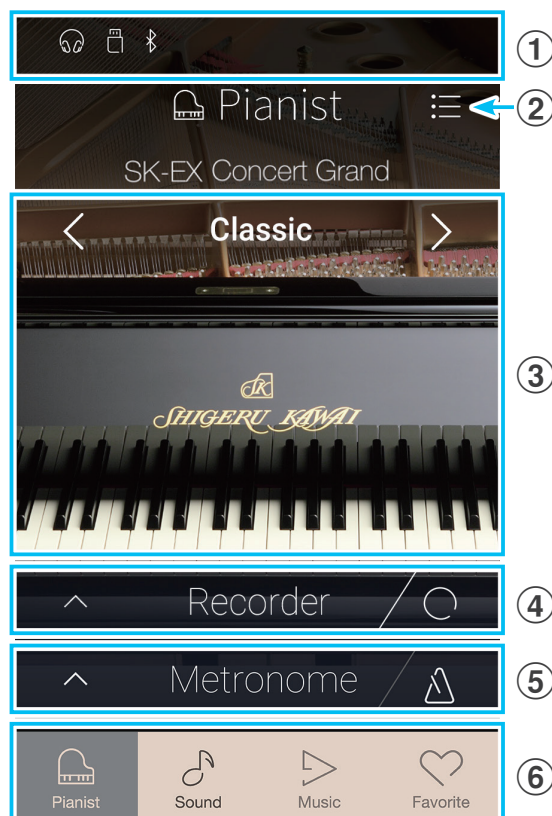 ①
Pianist
②
SK-EX Concert Grand
Classic
SK
SHIGERU KAWAI
③
Recorder
④
Metronome
⑤
Pianist Sound Music Favorite
⑥